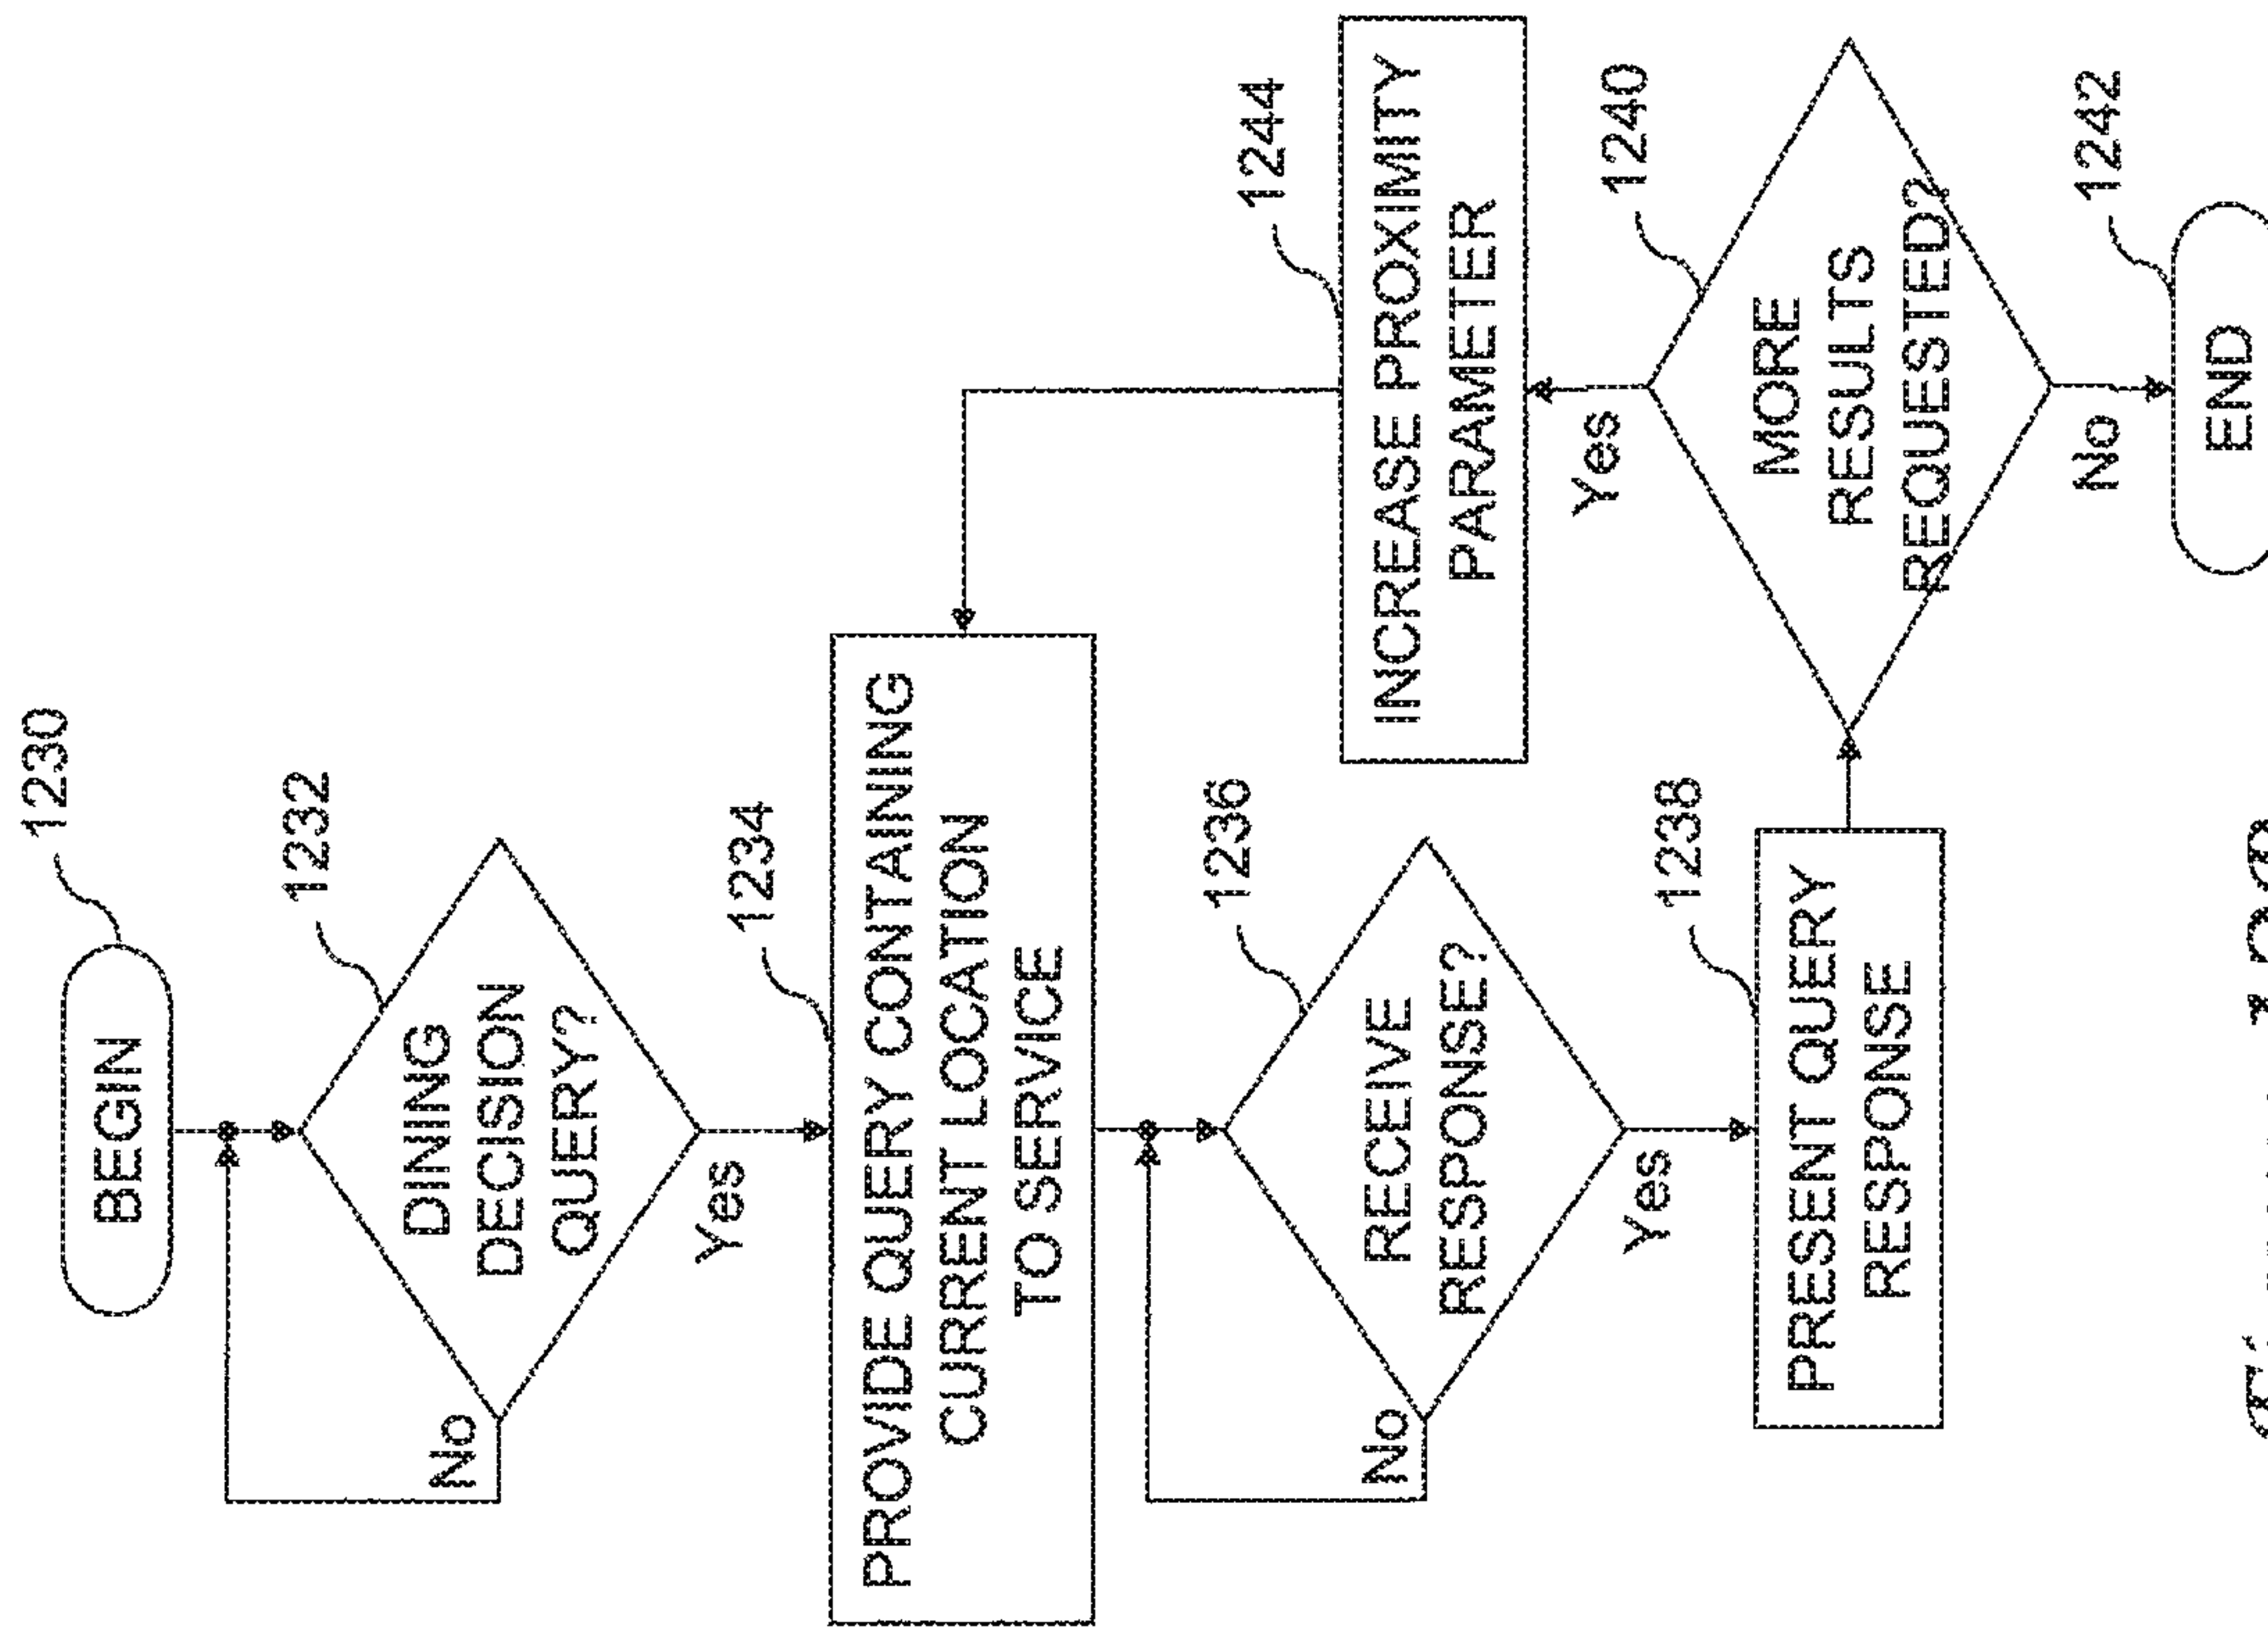 BEGIN
1230
DINING
DECISION
QUERY?
1232
No
Yes
PROVIDE QUERY CONTAINING
CURRENT LOCATION
TO SERVICE
1234
RECEIVE
RESPONSE?
1236
No
Yes
PRESENT QUERY
RESPONSE
1238
INCREASE PROXIMITY
PARAMETER
1244
Yes
MORE
RESULTS
REQUESTED?
1240
No
END
1242